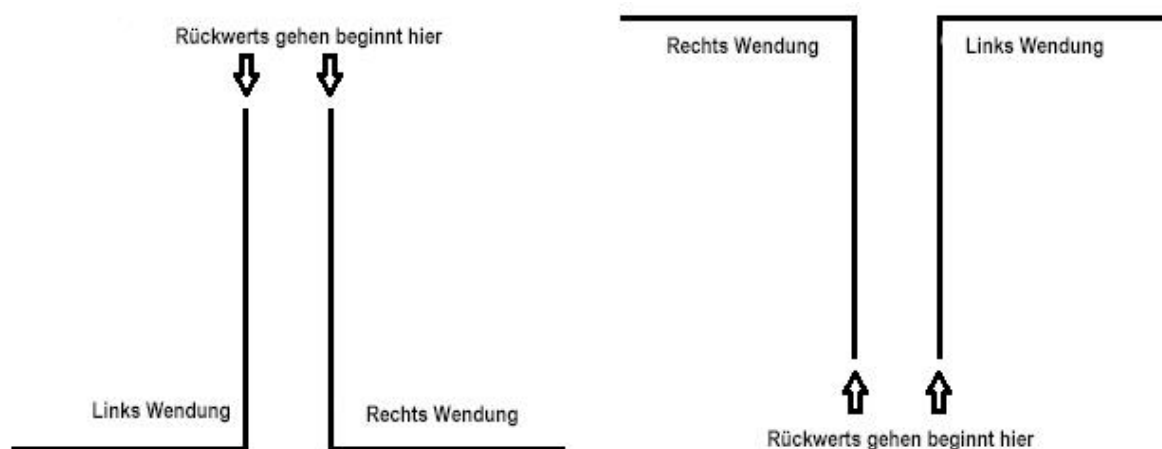 Rückwerts gehen beginnt hier
Links Wendung
Rechts Wendung
Rechts Wendung
Links Wendung
Rückwerts gehen beginnt hier